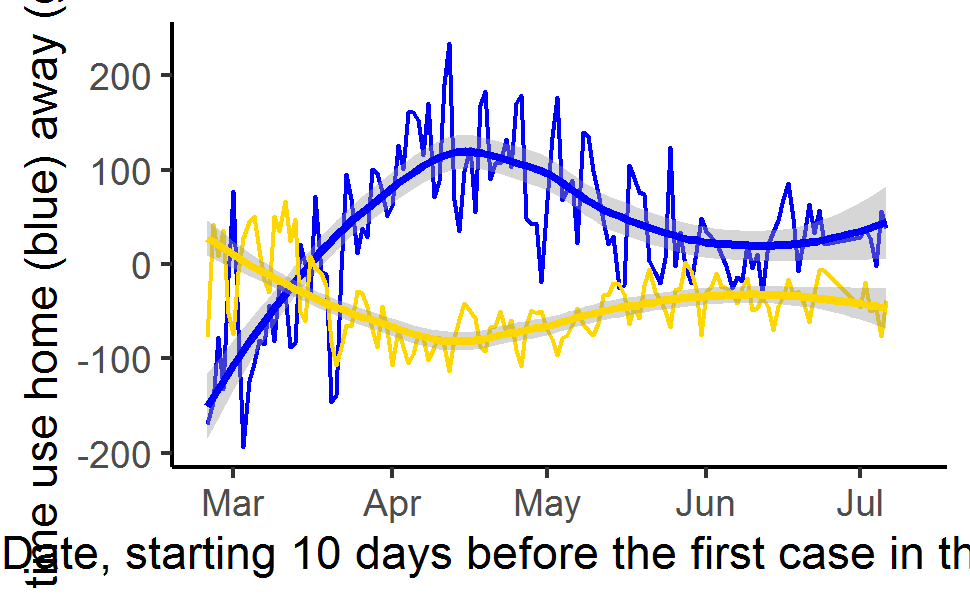 time use home (blue) away (
200
100
0
-100
-200
Mar Apr May Jun Jul
Date, starting 10 days before the first case in th